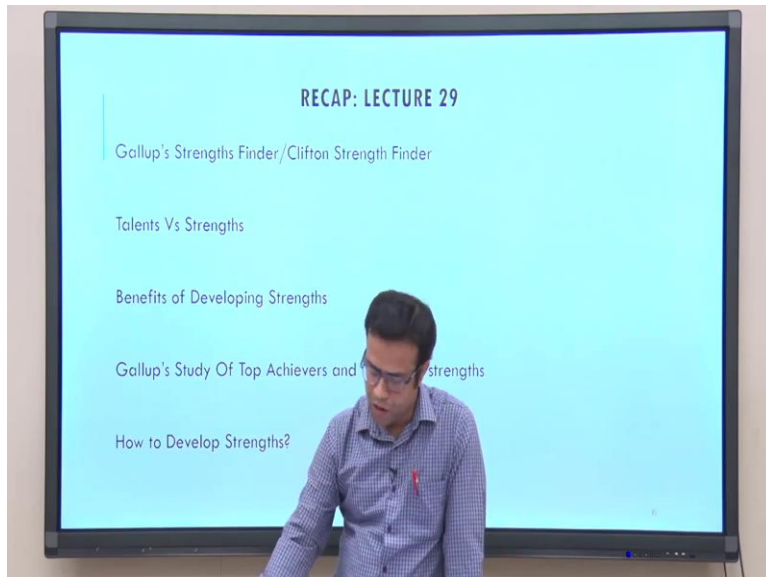 RECAP: LECTURE 29
Gallup's Strengths Finder/Clifton Strength Finder
Talents Vs Strengths
Benefits of Developing Strengths
Gallup's Study Of Top Achievers and strengths
How to Develop Strengths?